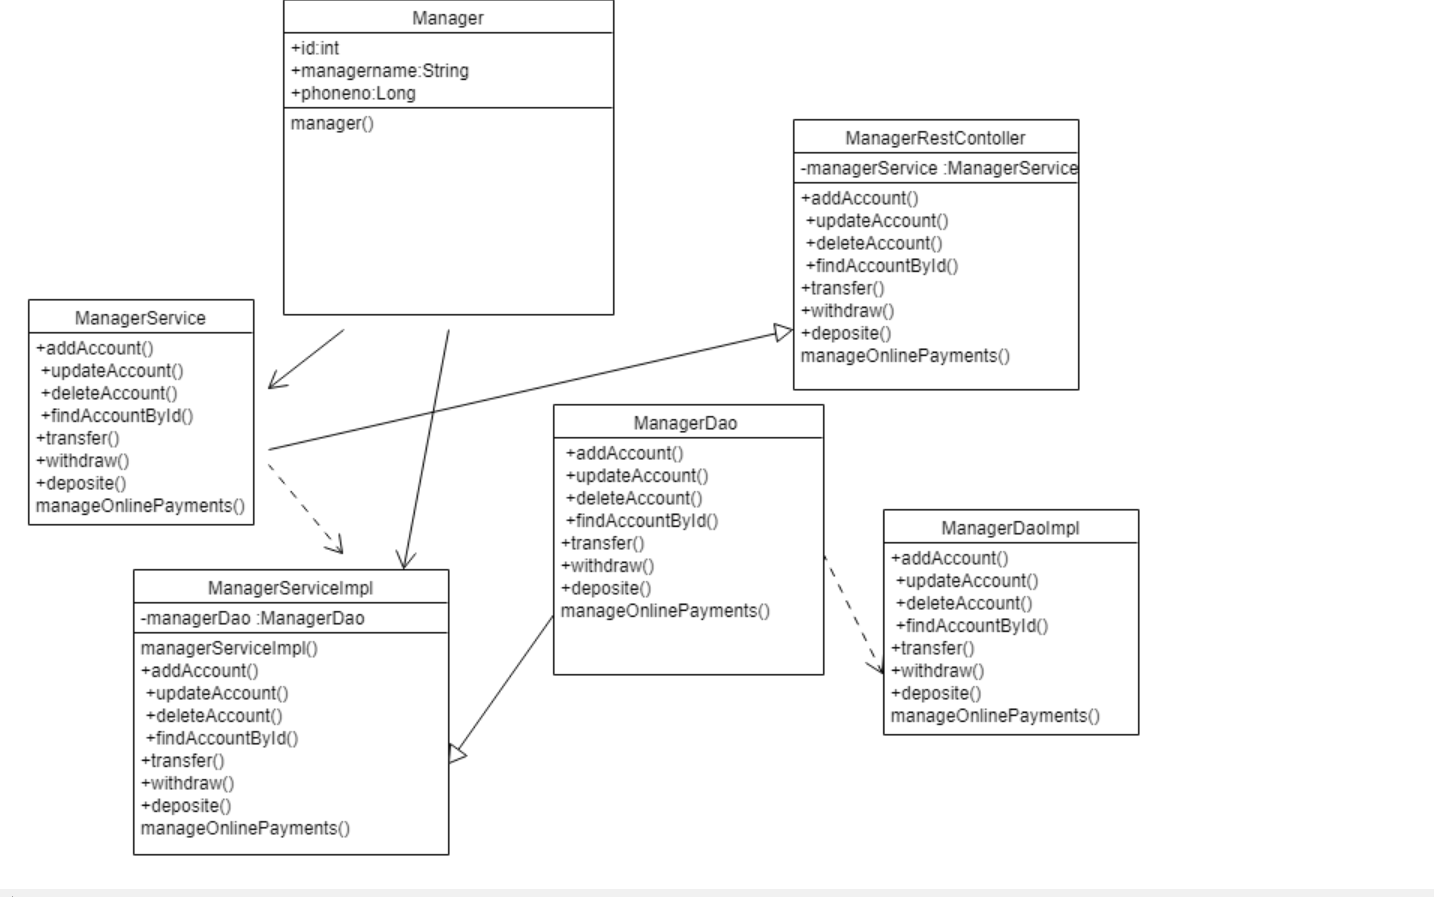 Manager
+id:int
+managername:String
+phoneno:Long
manager()
ManagerRestContoller
-managerService :ManagerService
+addAccount()
+updateAccount()
+deleteAccount()
+findAccountById()
+transfer()
+withdraw()
+deposite()
manageOnlinePayments()
ManagerService
+addAccount()
+updateAccount()
+deleteAccount()
+findAccountById()
+transfer()
+withdraw()
+deposite()
manageOnlinePayments()
ManagerDao
+addAccount()
+updateAccount()
+deleteAccount()
+findAccountById()
+transfer()
+withdraw()
+deposite()
manageOnlinePayments()
ManagerDaoImpl
+addAccount()
+updateAccount()
+deleteAccount()
+findAccountById()
+transfer()
+withdraw()
+deposite()
manageOnlinePayments()
ManagerServiceImpl
-managerDao :ManagerDao
managerServiceImpl()
+addAccount()
+updateAccount()
+deleteAccount()
+findAccountById()
+transfer()
+withdraw()
+deposite()
manageOnlinePayments()